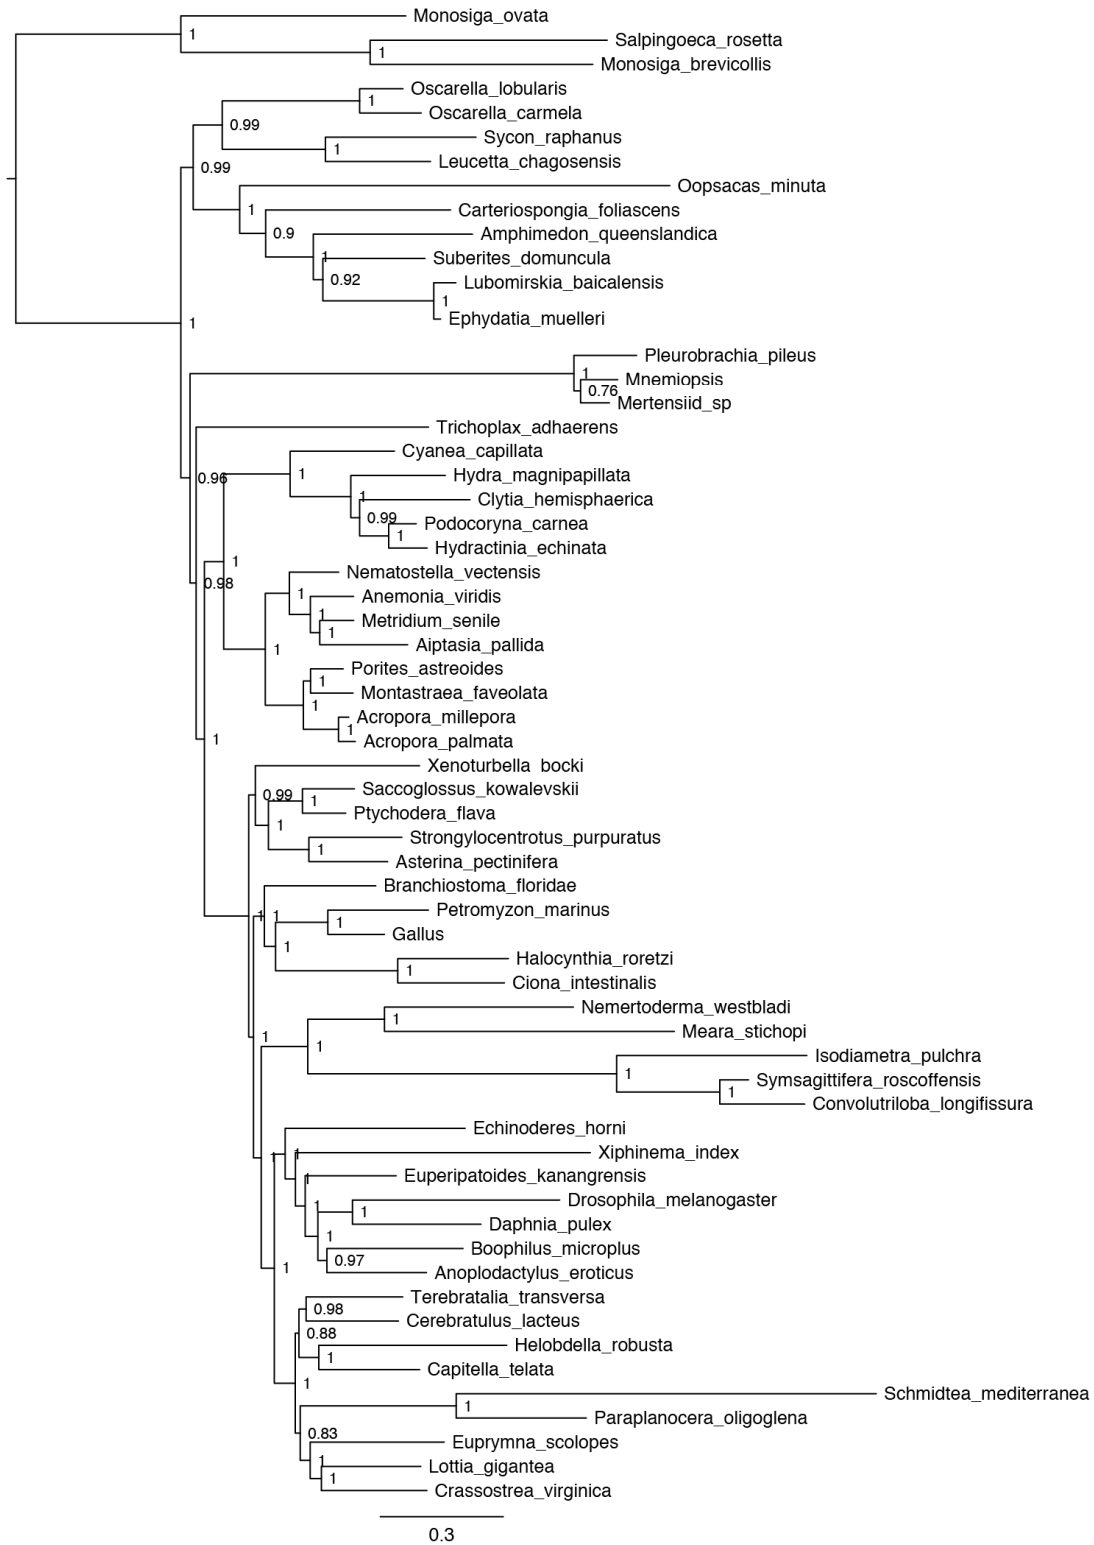 Monosiga_ovata
1
Salpingoeca_rosetta
1
Monosiga_brevicollis
Oscarella_lobularis
1
Oscarella_carmela
0.99
Sycon_raphanus
1
Leucetta_chagosensis
0.99
Oopsacas_minuta
1
Carteriospongia_foliascens
0.9
Amphimedon_queenslandica
1
Suberites_domuncula
0.92
Lubomirskia_baicalensis
1
Ephydatia_muelleri
1
Pleurobrachia_pileus
1
Mnemiopsis
0.76
Mertensiid_sp
Trichoplax_adhaerens
Cyanea_capillata
0.96
1
Hydra_magnipapillata
1
Clytia_hemisphaerica
0.99
Podocoryna_carnea
1
Hydractinia_echinata
1
Nematostella_vectensis
0.98
1
Anemonia_viridis
1
Metridium_senile
1
Aiptasia_pallida
1
Porites_astreoides
1
Montastraea_faveolata
1
Acropora_millepora
1
Acropora_palmata
1
Xenoturbella bocki
0.99
Saccoglossus_kowalevskii
1
Ptychodera_flava
1
Strongylocentrotus_purpuratus
1
Asterina_pectinifera
Branchiostoma_floridae
1
1
Petromyzon_marinus
1
Gallus
1
Halocynthia_roretzi
1
Ciona_intestinalis
Nemertoderma_westbladi
1
Meara_stichopi
1
1
Isodiametra_pulchra
1
Symsagittifera_roscoffensis
1
Convolutriloba_longifissura
Echinoderes_horni
1
1
Xiphinema_index
1
Euperipatoides_kanangrensis
1
Drosophila_melanogaster
1
Daphnia_pulex
1
Boophilus_microplus
0.97
Anoplodactylus_eroticus
1
Terebratalia_transversa
0.98
Cerebratulus_lacteus
0.88
Helobdella_robusta
1
Capitella_telata
1
Schmidtea_mediterranea
1
Paraplanocera_oligoglena
0.83
Euprymna_scolopes
1
Lottia_gigantea
1
Crassostrea_virginica
0.3